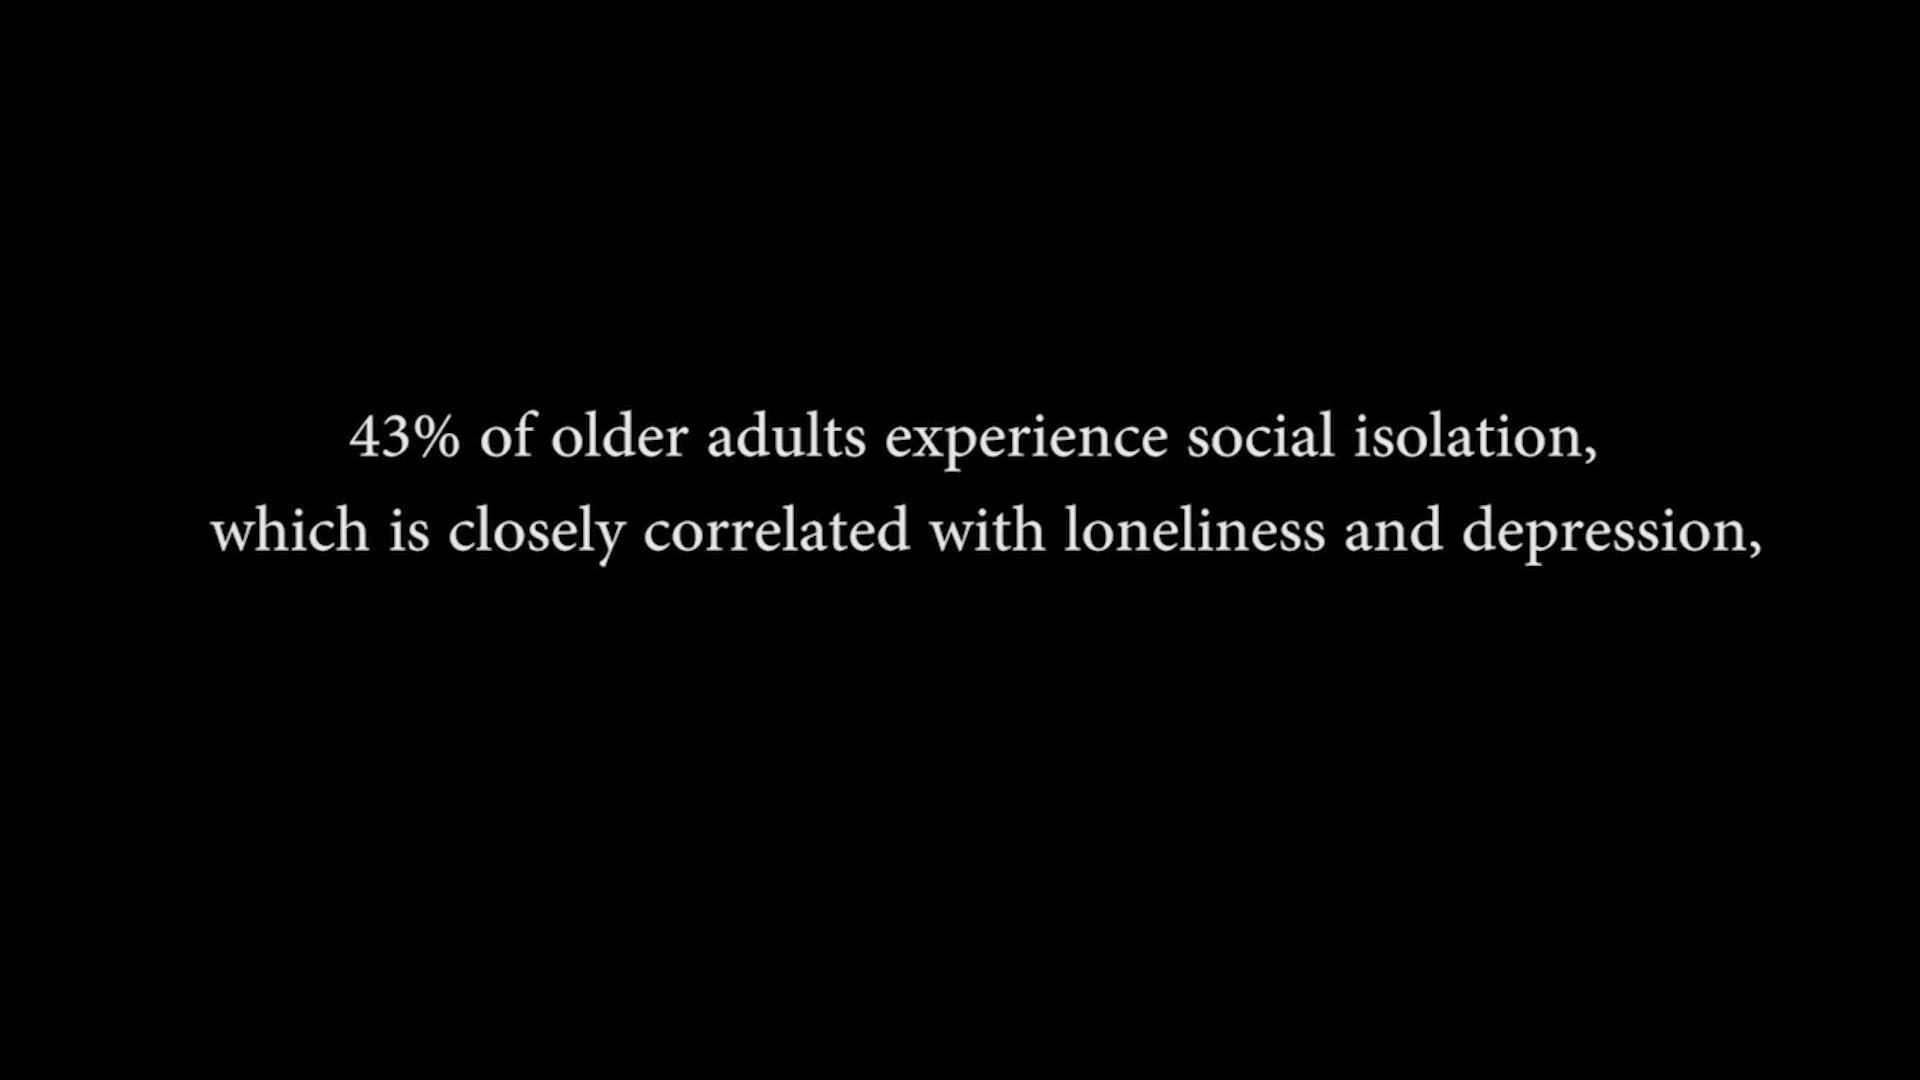 43% of older adults experience social isolation,
which is closely correlated with loneliness and depression,